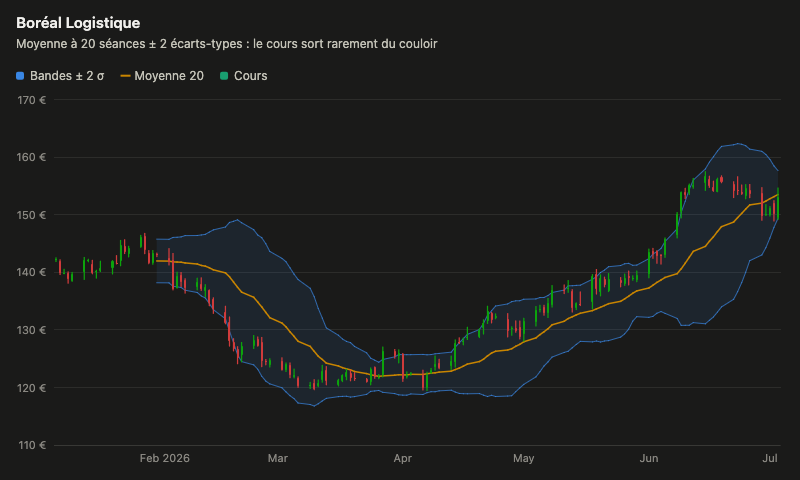 Boréal Logistique
Moyenne à 20 séances ± 2 écarts-types : le cours sort rarement du couloir
Bandes ± 2 σ Moyenne 20 Cours
170 €
160 €
150 €
140 €
130 €
120 €
110 €
Feb 2026 Mar Apr May Jun Jul